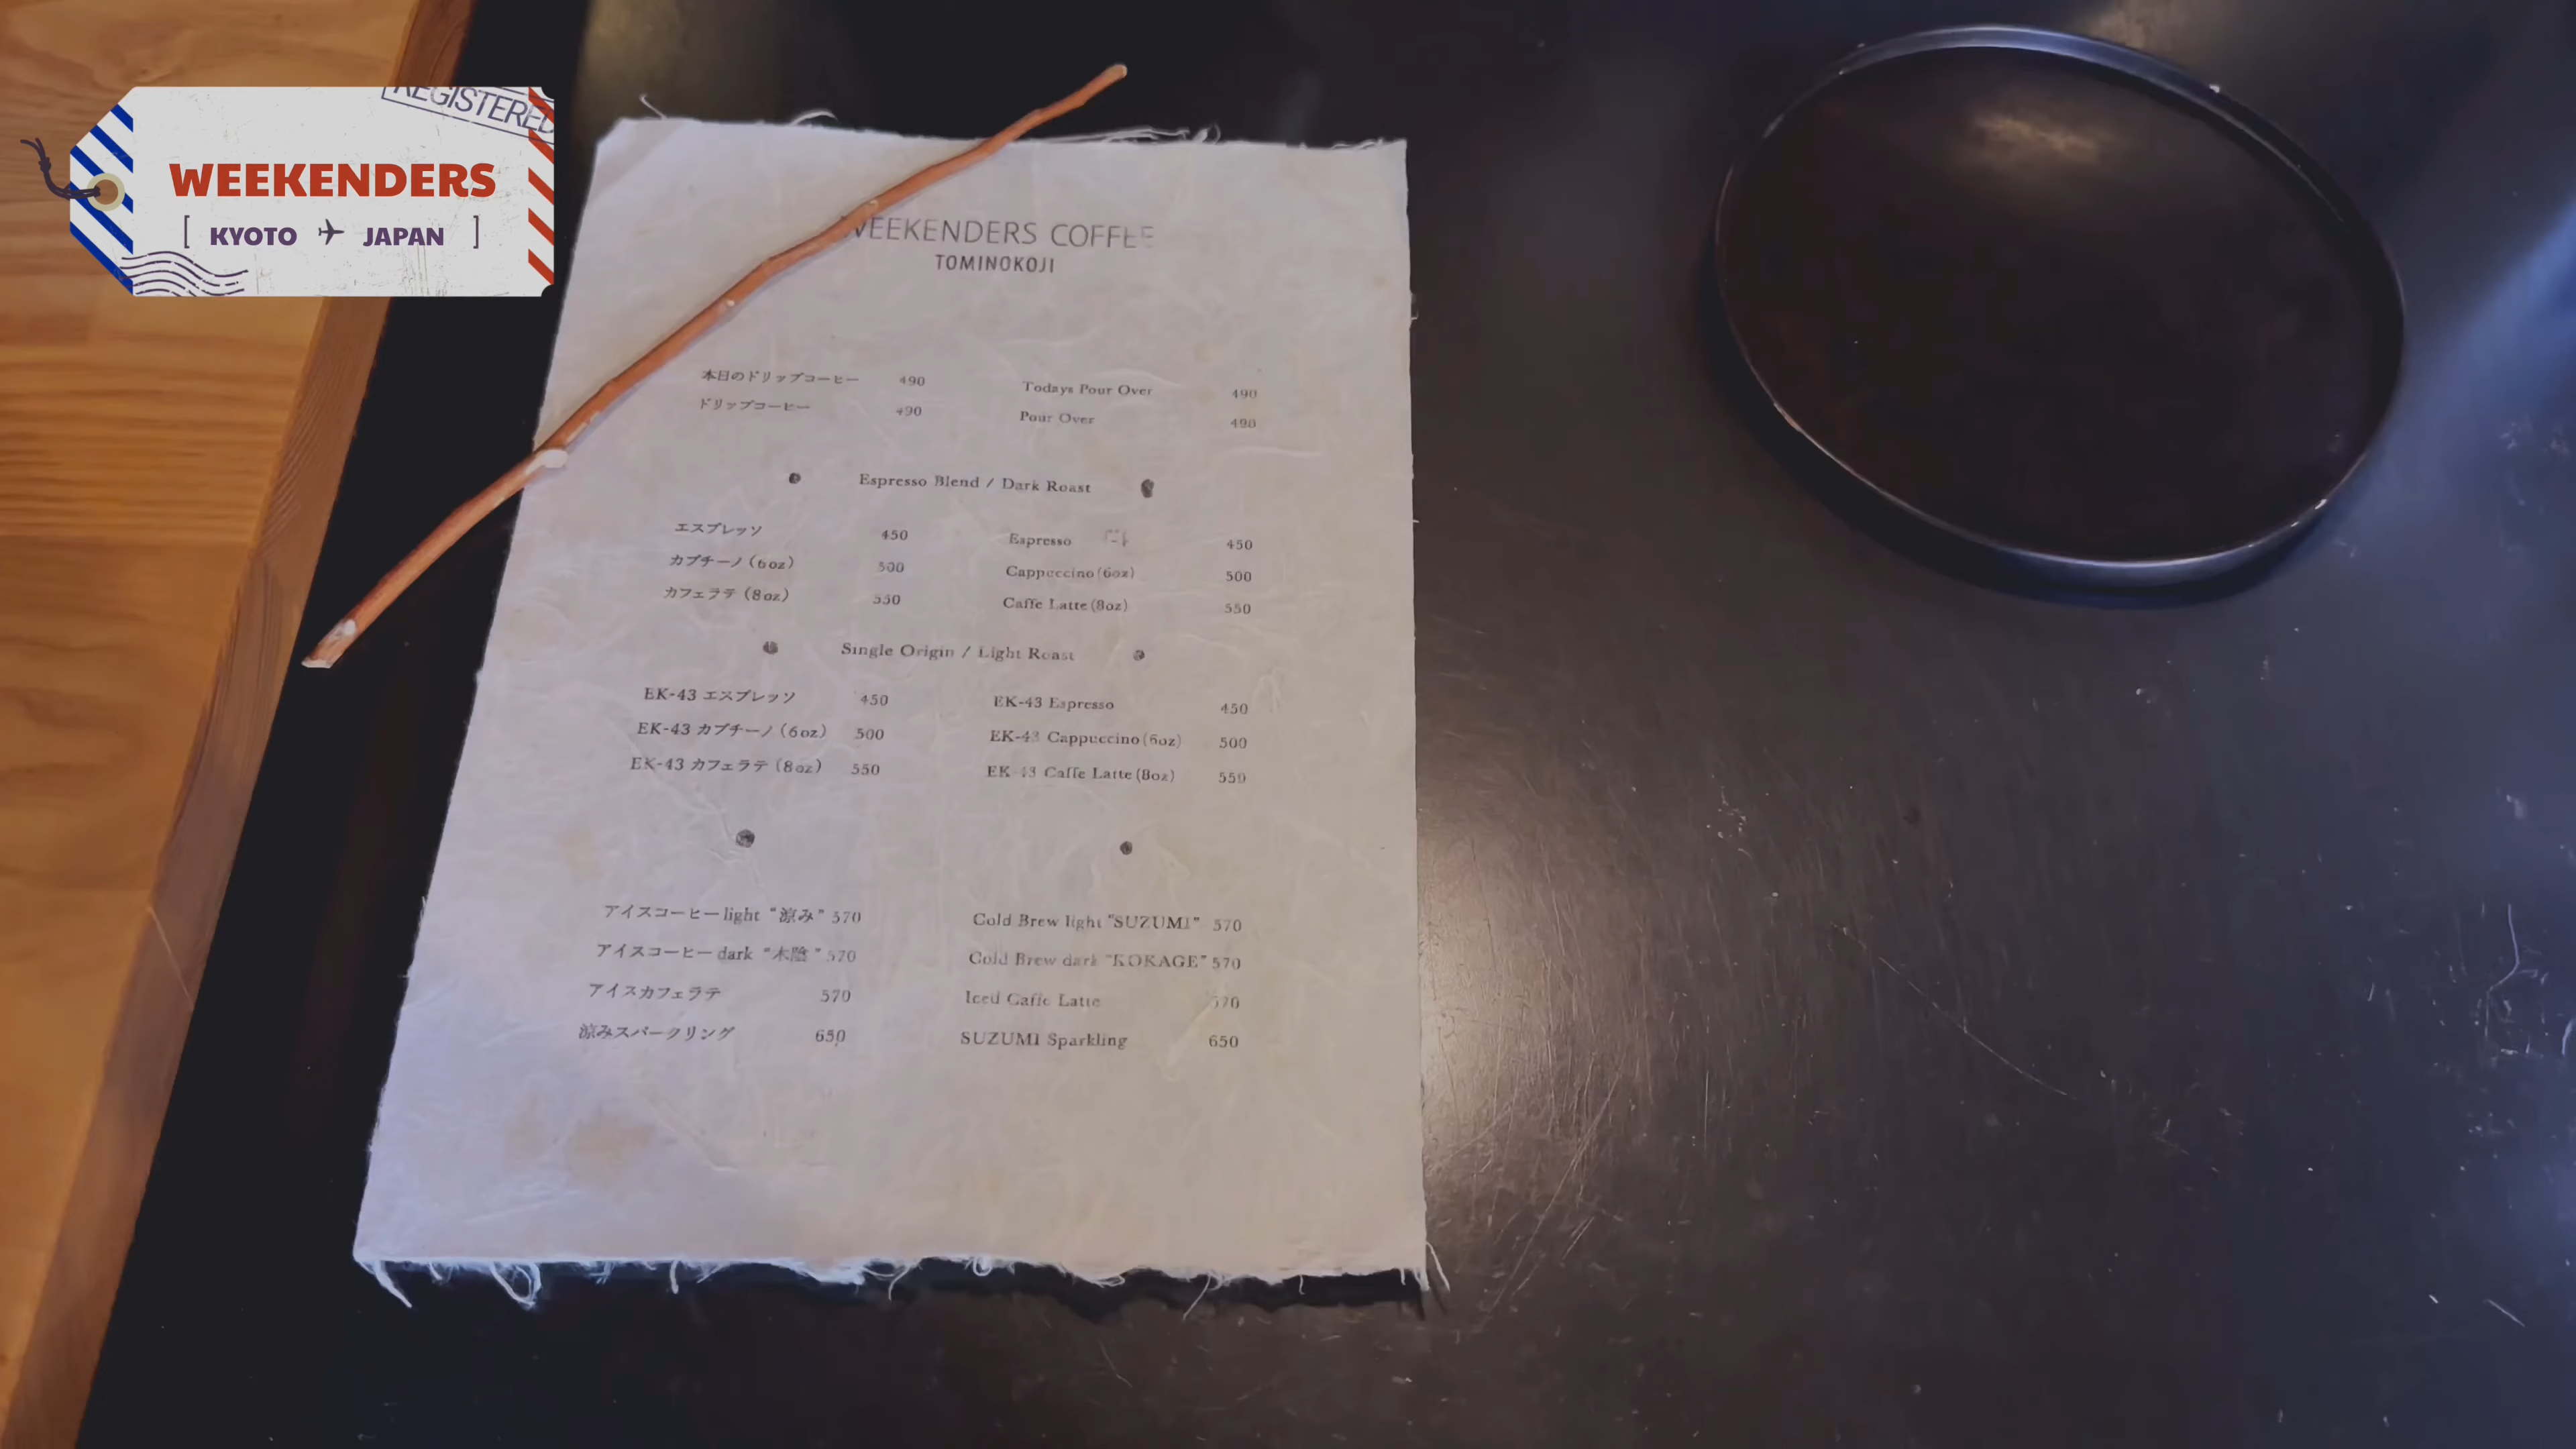 REGISTERED
WEEKENDERS
[ KYOTO JAPAN ]
WEEKENDERS COFFEE
TOMINOKOJI
本日のドリップコーヒー 490 Todays Pour Over 490
ドリップコーヒー 490 Pour Over 490
Espresso Blend / Dark Roast
エスプレッソ 450 Espresso 450
カプチーノ (6oz) 500 Cappuccino (6oz) 500
カフェラテ (8oz) 550 Caffe Latte (8oz) 550
Single Origin / Light Roast
EK-43 エスプレッソ 450 EK-43 Espresso 450
EK-43 カプチーノ (6oz) 500 EK-43 Cappuccino (6oz) 500
EK-43 カフェラテ (8oz) 550 EK-43 Caffe Latte (8oz) 550
アイスコーヒー light "涼み" 570 Cold Brew light "SUZUMI" 570
アイスコーヒー dark "木陰" 570 Cold Brew dark "KOKAGE" 570
アイスカフェラテ 570 Iced Caffe Latte 570
涼みスパークリング 650 SUZUMI Sparkling 650